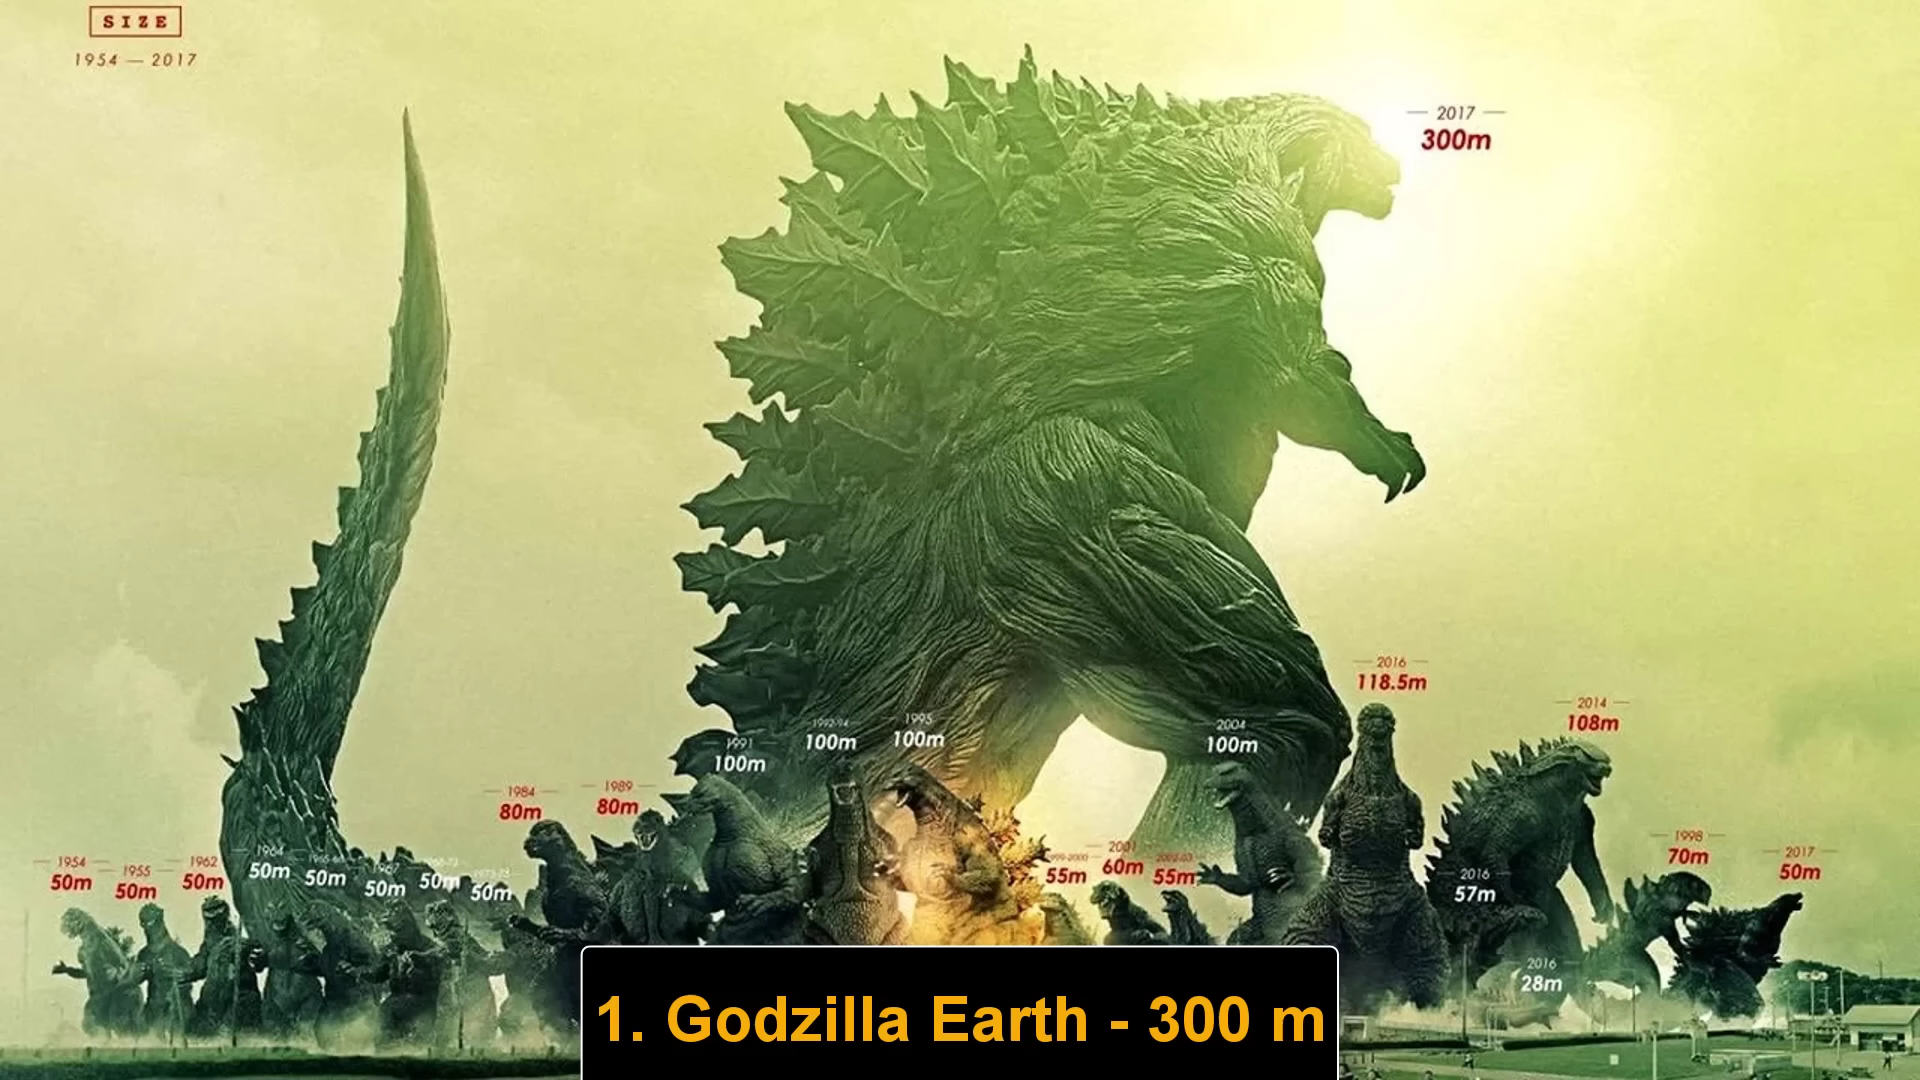 SIZE
1954 — 2017
2017
300m
2016
118.5m
2014
108m
1992-94
100m
1995
100m
2004
100m
1991
100m
1984
80m
1989
80m
1998
70m
2017
50m
1954
50m
1955
50m
1962
50m
1964
50m
50m
1967
50m
50m
50m
55m
2001
60m
55m
2016
57m
2016
28m
1. Godzilla Earth - 300 m